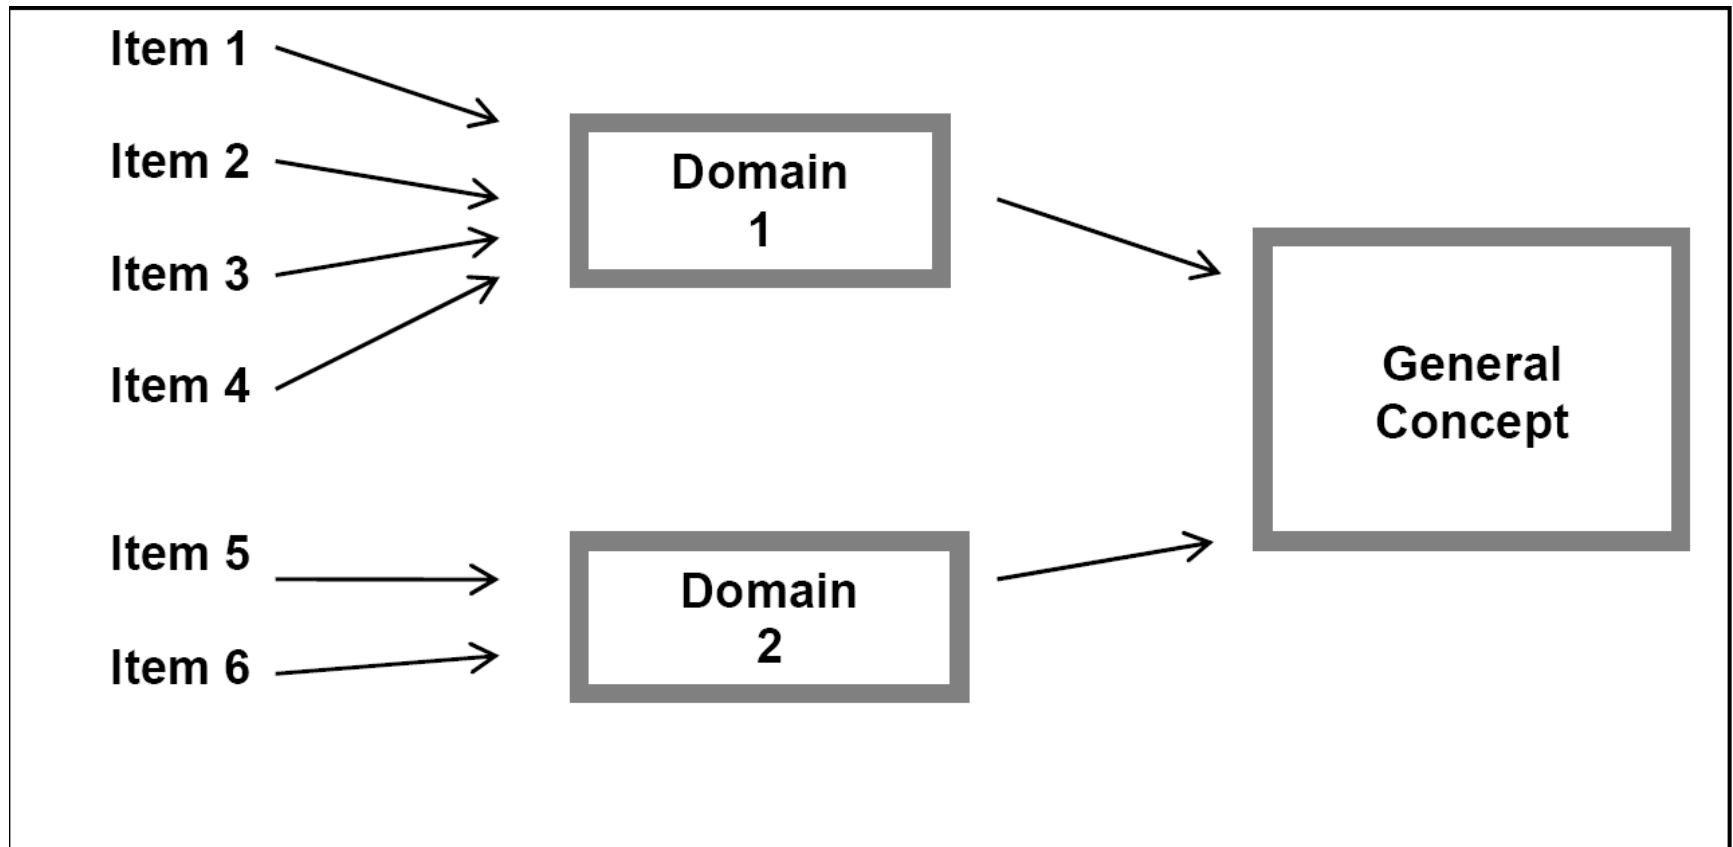 Item 1
Item 2
Item 3
Item 4
Domain
1
General
Concept
Item 5
Item 6
Domain
2